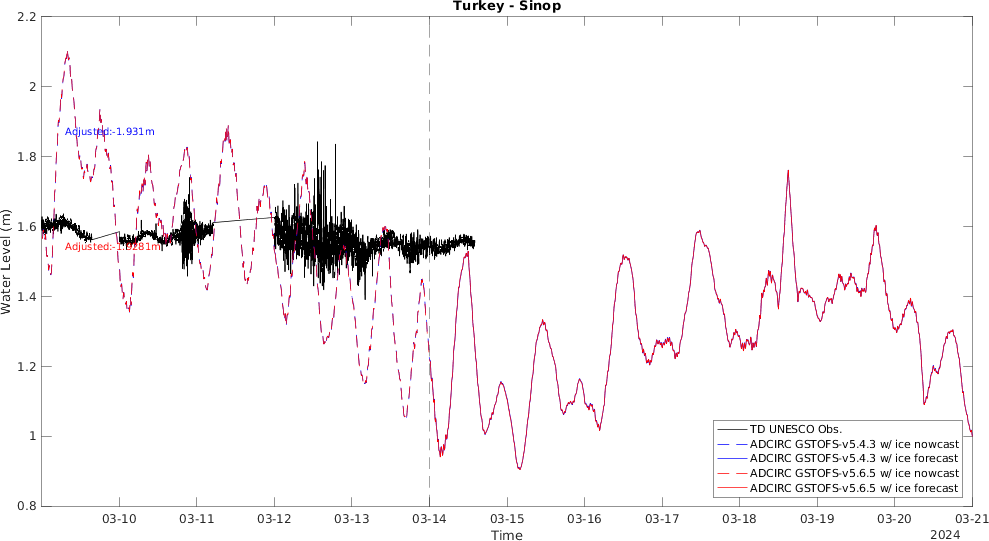 Turkey - Sinop
Water Level (m)
2.2
2
1.8
1.6
1.4
1.2
1
0.8
Adjusted:-1.931m
Adjusted:-1.9281m
TD UNESCO Obs.
ADCIRC GSTOFS-v5.4.3 w/ ice nowcast
ADCIRC GSTOFS-v5.4.3 w/ ice forecast
ADCIRC GSTOFS-v5.6.5 w/ ice nowcast
ADCIRC GSTOFS-v5.6.5 w/ ice forecast
03-10 03-11 03-12 03-13 03-14 03-15 03-16 03-17 03-18 03-19 03-20 03-21
Time
2024